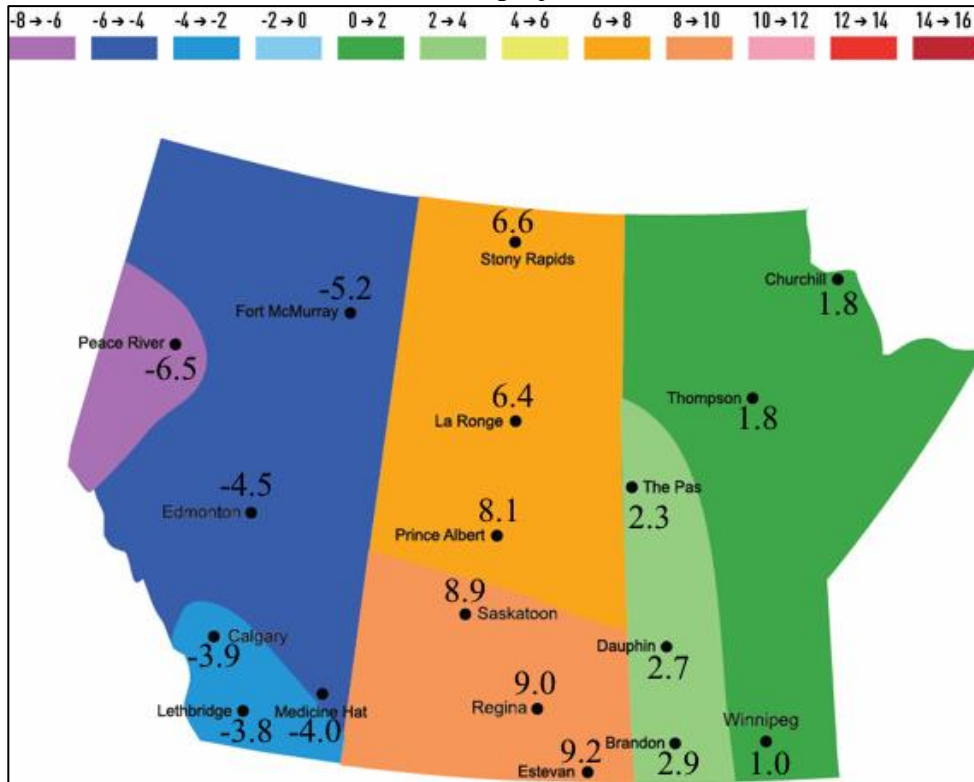 -8→-6 -6→-4 -4→-2 -2→0 0→2 2→4 4→6 6→8 8→10 10→12 12→14 14→16
6.6
Stony Rapids
Churchill
1.8
-5.2
Fort McMurray
Peace River
-6.5
6.4
La Ronge
Thompson
1.8
-4.5
Edmonton
The Pas
2.3
8.1
Prince Albert
8.9
Saskatoon
Calgary
-3.9
Dauphin
2.7
9.0
Regina
Lethbridge
-3.8
Medicine Hat
-4.0
Winnipeg
1.0
Brandon
2.9
9.2
Estevan